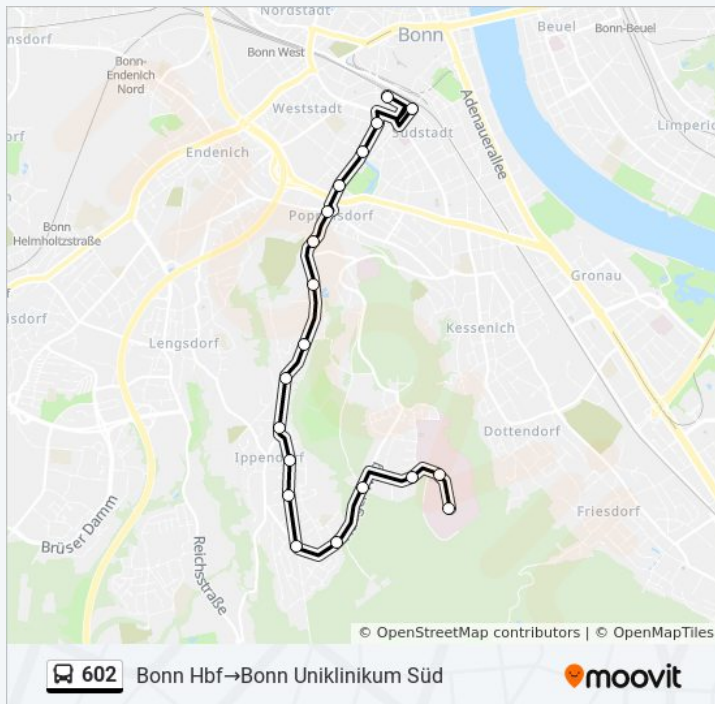 Nordstadt
nsdorf
Bonn
Beuel
Bonn-Beuel
Bonn West
Bonn-
Endenich
Nord
Weststadt
Adenauerallee
Südstadt
Limperic
Endenich
orf
Poppelsdorf
Bonn
Helmholtzstraße
Gronau
f
isdorf
Kessenich
Lengsdorf
Dottendorf
Ippendorf
Friesdorf
Brüser Damm
Reichsstraße
© OpenStreetMap contributors | © OpenMapTiles
602 Bonn Hbf→Bonn Uniklinikum Süd
moovit